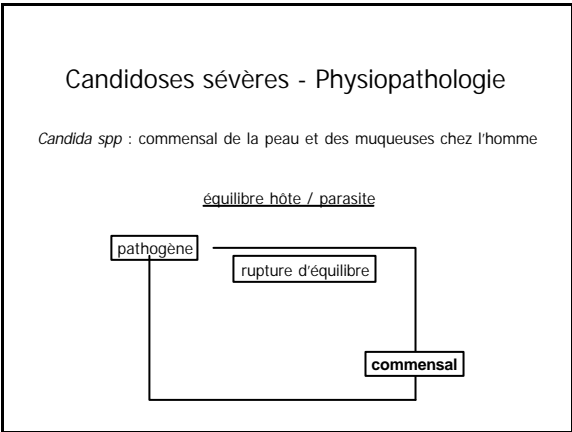 Candidoses sévères - Physiopathologie
Candida spp : commensal de la peau et des muqueuses chez l'homme
équilibre hôte / parasite
pathogène
rupture d'équilibre
commensal